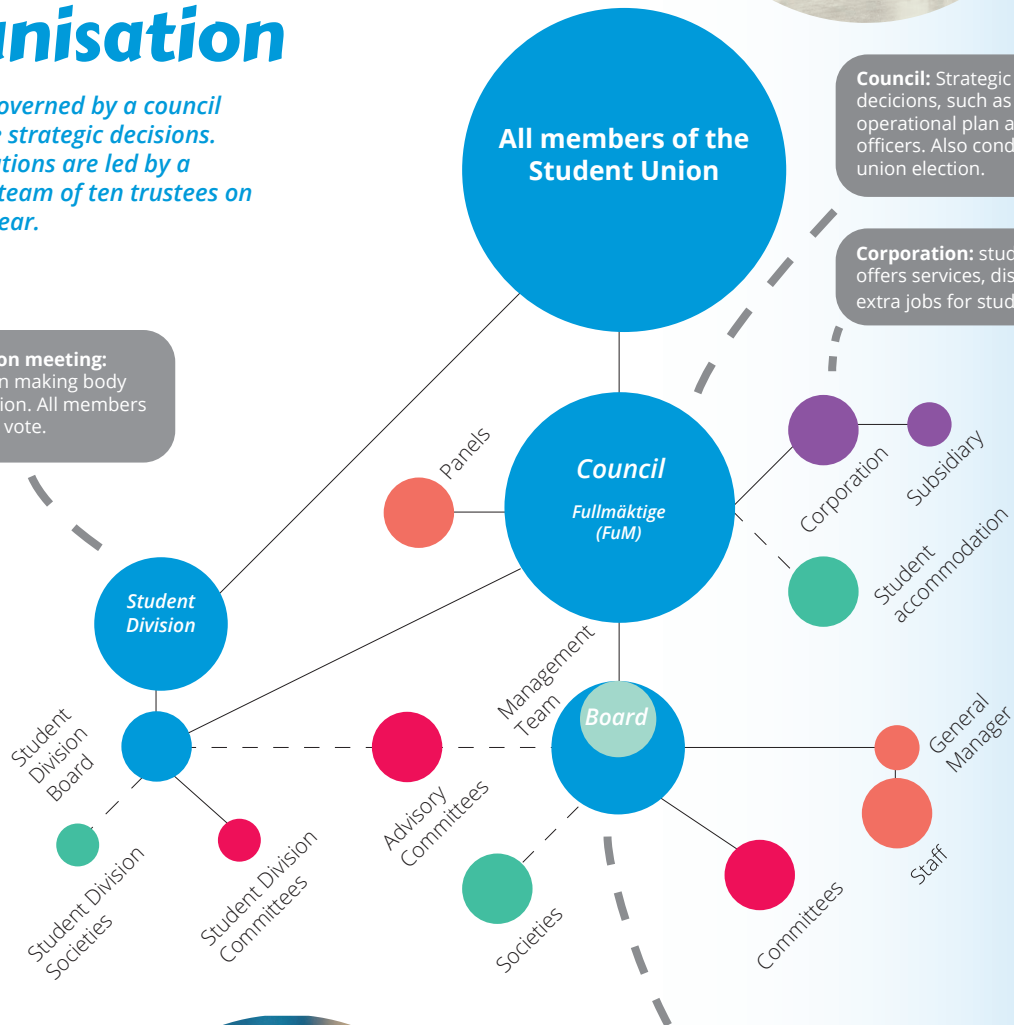 anisation
overned by a council
strategic decisions.
tions are led by a
team of ten trustees on
ear.
All members of the
Student Union
Council: Strategic
decicions, such as
operational plan a
officers. Also cond
union election.
Corporation: stud
offers services, dis
extra jobs for stud
on meeting:
n making body
ion. All members
vote.
Panels
Council
Fullmäktige
(FuM)
Corporation
Subsidiary
Student
accommodation
Student
Division
Management
Team
Board
Student
Division
Board
General
Manager
Advisory
Committees
Staff
Student Division
Societies
Student Division
Committees
Societies
Committees